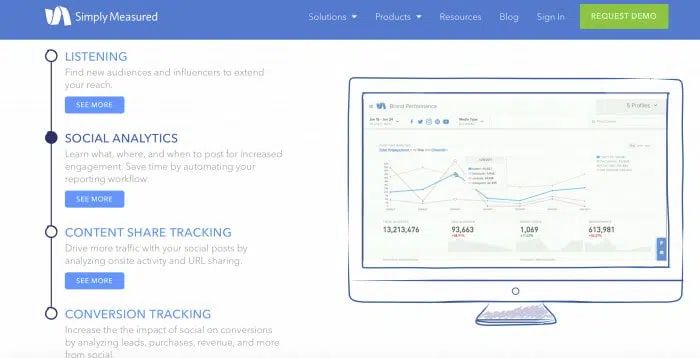 Simply Measured
Solutions Products Resources Blog Sign In REQUEST DEMO
LISTENING
Find new audiences and influencers to extend
your reach.
SEE MORE
SOCIAL ANALYTICS
Learn what, where, and when to post for increased
engagement. Save time by automating your
reporting workflow.
SEE MORE
CONTENT SHARE TRACKING
Drive more traffic with your social posts by
analyzing onsite activity and URL sharing.
SEE MORE
CONVERSION TRACKING
Increase the the impact of social on conversions
by analyzing leads, purchases, revenue, and more
from social.
Brand Performance
5 Profiles
13,213,476 93,663 1,069 613,981